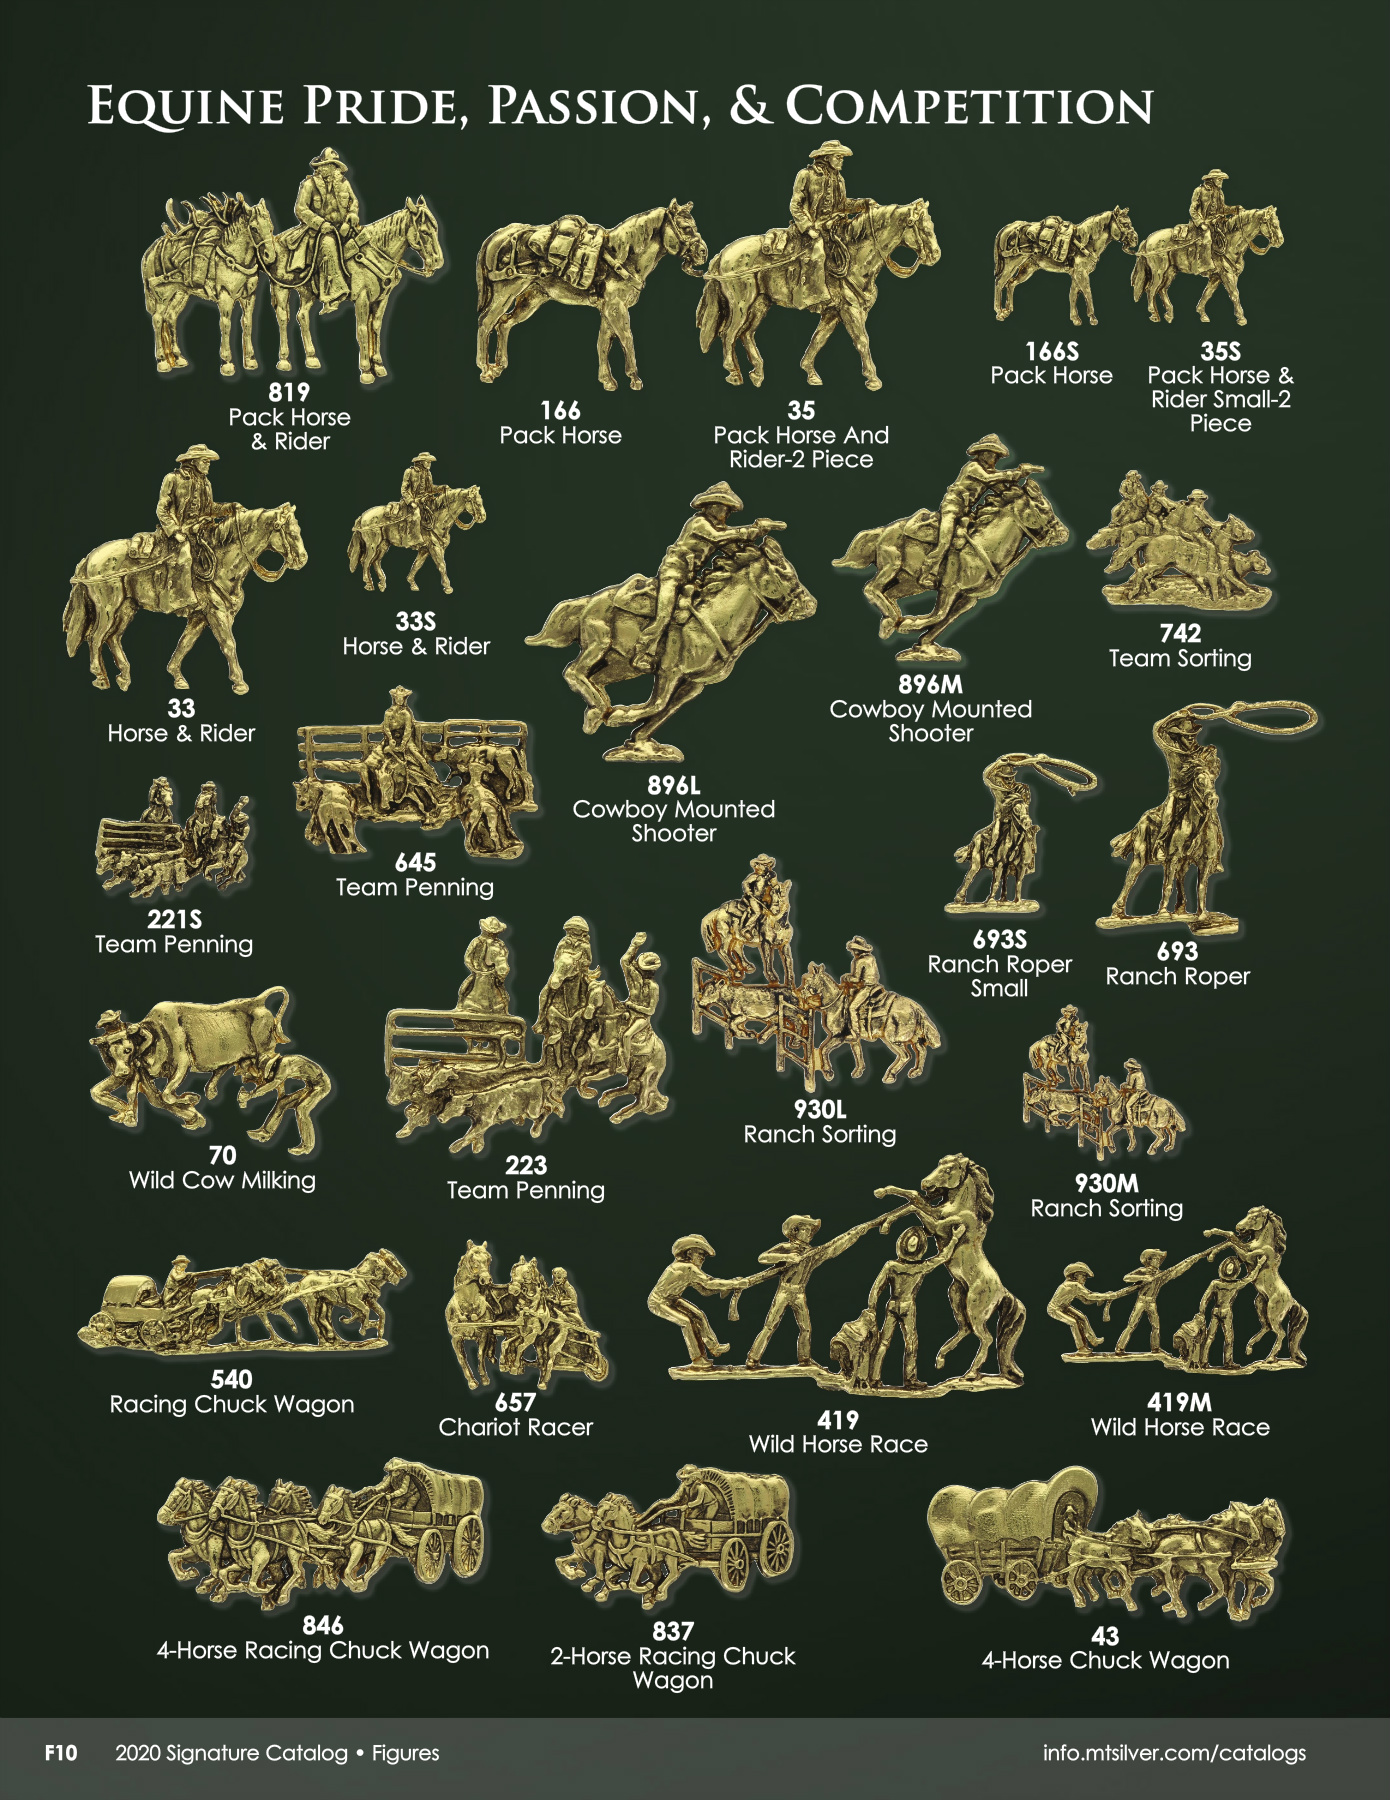 EQUINE PRIDE, PASSION, & COMPETITION
819
Pack Horse
& Rider
166
Pack Horse
35
Pack Horse And
Rider-2 Piece
166S
Pack Horse
35S
Pack Horse &
Rider Small-2
Piece
33
Horse & Rider
33S
Horse & Rider
896L
Cowboy Mounted
Shooter
896M
Cowboy Mounted
Shooter
742
Team Sorting
221S
Team Penning
645
Team Penning
693S
Ranch Roper
Small
693
Ranch Roper
70
Wild Cow Milking
223
Team Penning
930L
Ranch Sorting
930M
Ranch Sorting
540
Racing Chuck Wagon
657
Chariot Racer
419
Wild Horse Race
419M
Wild Horse Race
846
4-Horse Racing Chuck Wagon
837
2-Horse Racing Chuck
Wagon
43
4-Horse Chuck Wagon
F10 2020 Signature Catalog • Figures
info.mtsilver.com/catalogs